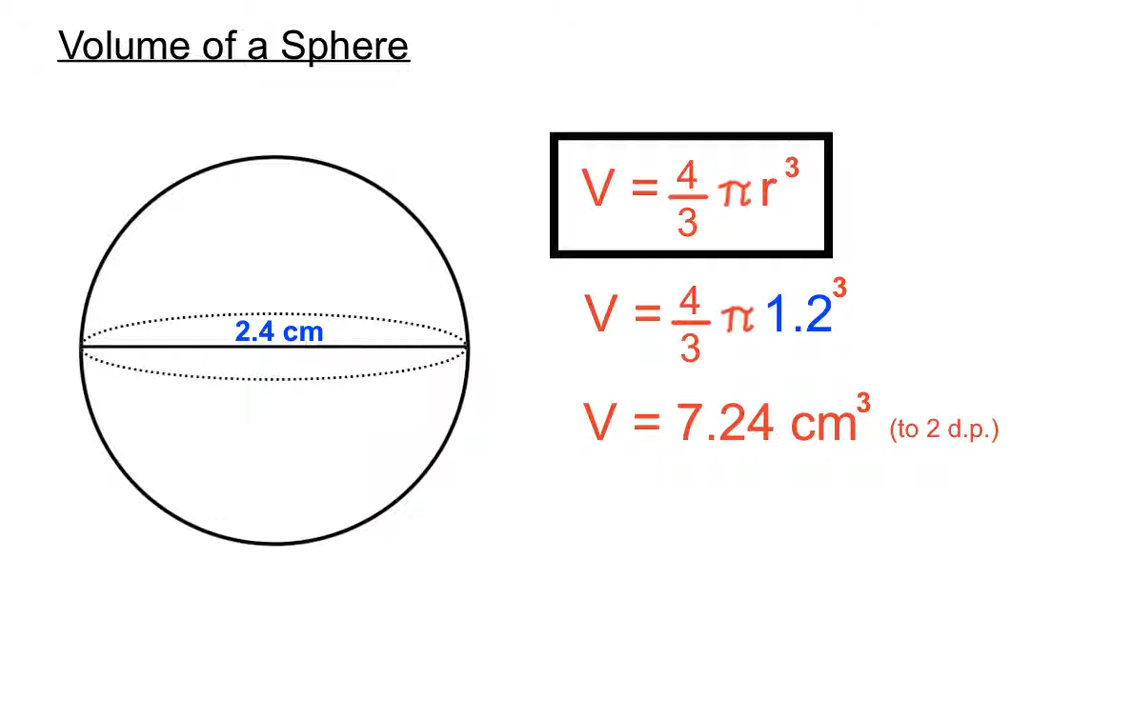 Volume of a Sphere
V = 4/3 π r³
2.4 cm
V = 4/3 π 1.2³
V = 7.24 cm³ (to 2 d.p.)